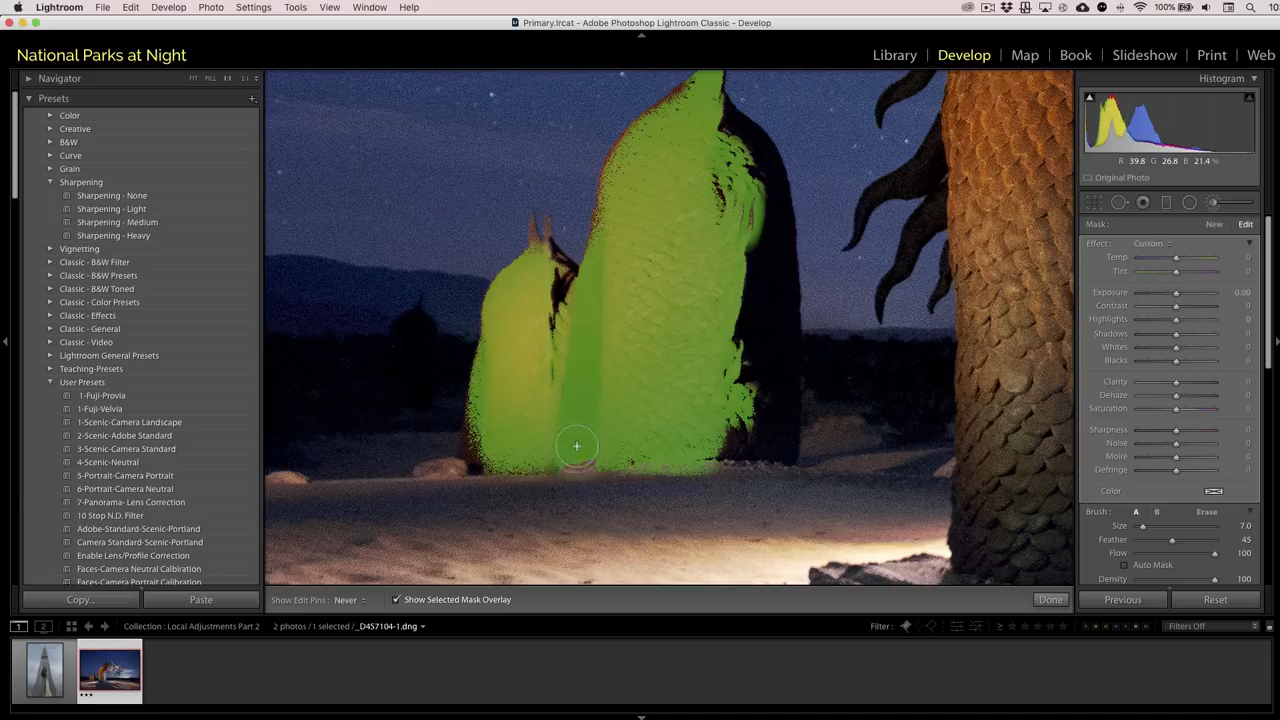 Lightroom File Edit Develop Photo Settings Tools View Window Help 100% 10
Primary.lrcat - Adobe Photoshop Lightroom Classic - Develop
National Parks at Night
Library Develop Map Book Slideshow Print Web
Navigator FIT FILL 1:1 2:1
Histogram
Presets +
Color
Creative
B&W
Curve
Grain
Sharpening
Sharpening - None
Sharpening - Light
Sharpening - Medium
Sharpening - Heavy
Vignetting
Classic - B&W Filter
Classic - B&W Presets
Classic - B&W Toned
Classic - Color Presets
Classic - Effects
Classic - General
Classic - Video
Lightroom General Presets
Teaching-Presets
User Presets
1-Fuji-Provia
1-Fuji-Velvia
1-Scenic-Camera Landscape
2-Scenic-Adobe Standard
3-Scenic-Camera Standard
4-Scenic-Neutral
5-Portrait-Camera Portrait
6-Portrait-Camera Neutral
7-Panorama- Lens Correction
10 Stop N.D. Filter
Adobe-Standard-Scenic-Portland
Camera Standard-Scenic-Portland
Enable Lens/Profile Correction
Faces-Camera Neutral Calibration
Faces-Camera Portrait Calibration
R 39.8 G 26.8 B 21.4 %
Original Photo
Mask : New Edit
Effect : Custom
Temp 0
Tint 0
Exposure 0.00
Contrast 0
Highlights 0
Shadows 0
Whites 0
Blacks 0
Clarity 0
Dehaze 0
Saturation 0
Sharpness 0
Noise 0
Moiré 0
Defringe 0
Color
Brush : A B Erase
Size 7.0
Feather 45
Flow 100
Auto Mask
Density 100
Copy... Paste
Show Edit Pins : Never Show Selected Mask Overlay Done
Previous Reset
1 2 Collection : Local Adjustments Part 2 2 photos / 1 selected / _D4S7104-1.dng
Filter : Filters Off